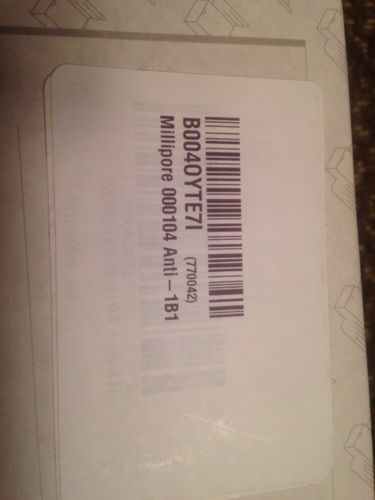 B004OYTE7I (770042)
Millipore 000104 Anti – 1B1